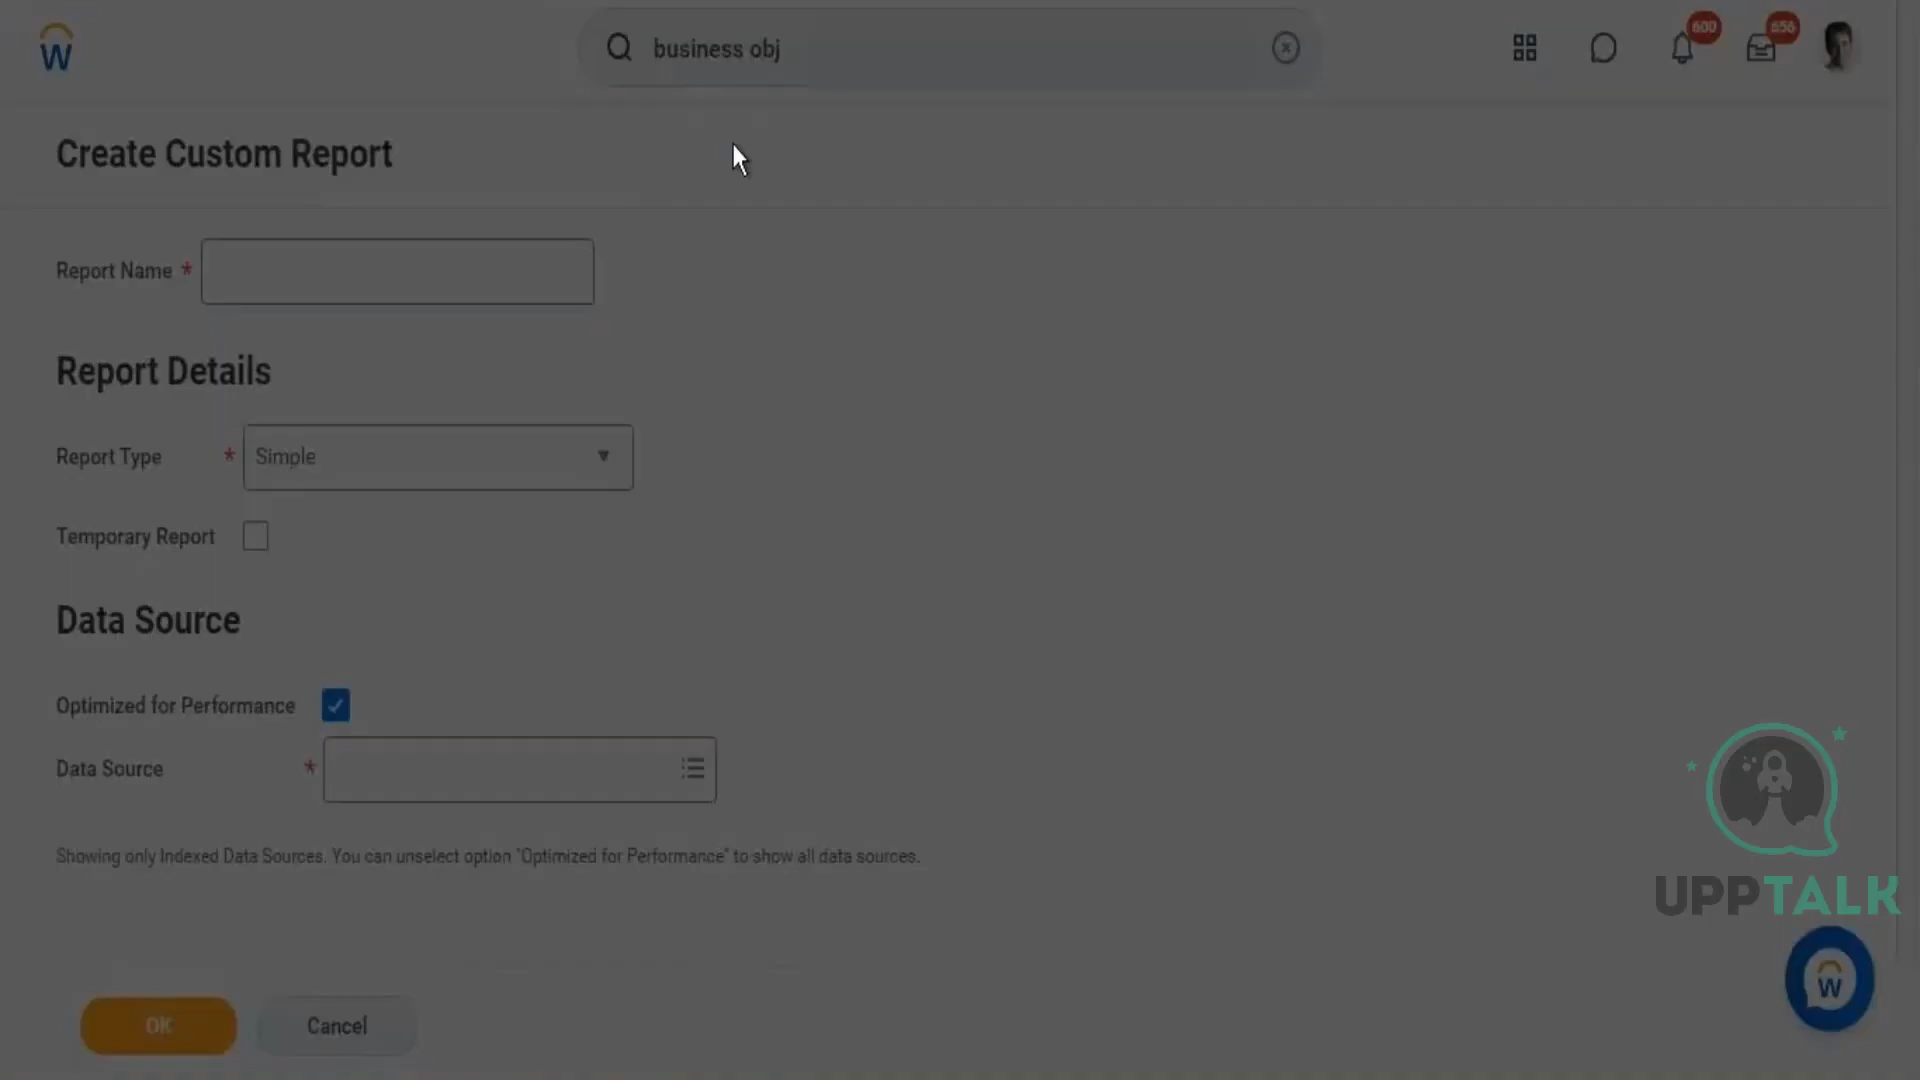 W
business obj
600
656
Create Custom Report
Report Name *
Report Details
Report Type * Simple
Temporary Report
Data Source
Optimized for Performance
Data Source *
Showing only Indexed Data Sources. You can unselect option "Optimized for Performance" to show all data sources.
UPPTALK
W
OK
Cancel